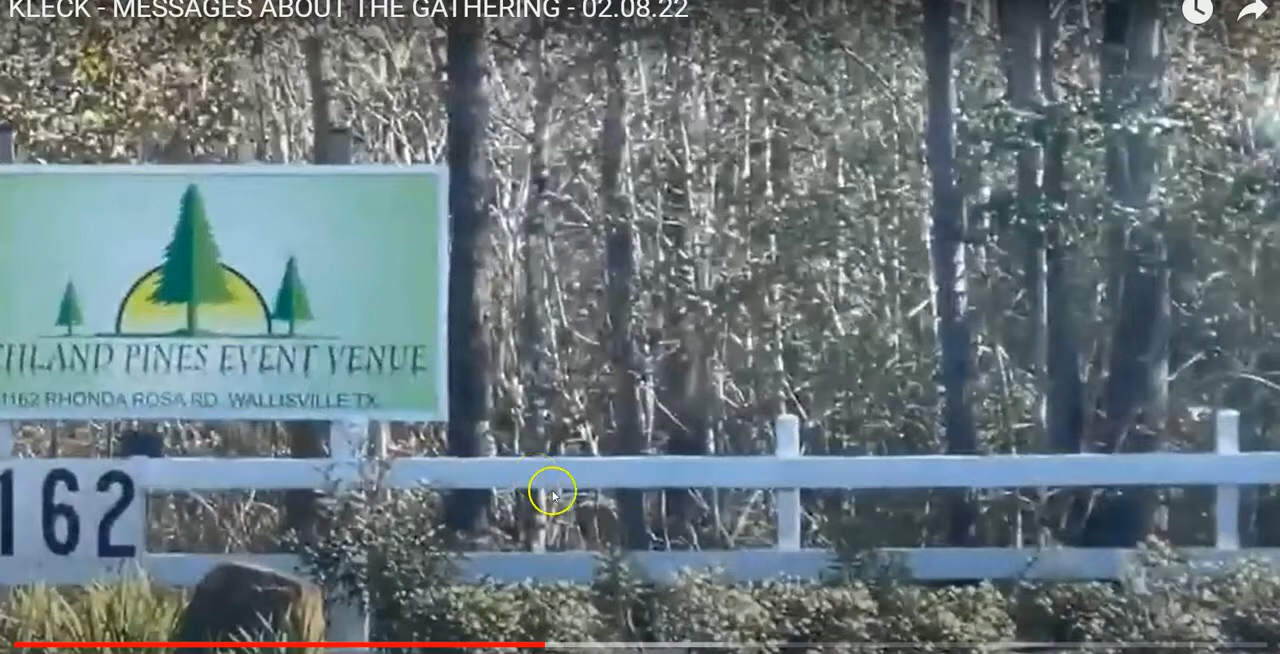 KLECK - MESSAGES ABOUT THE GATHERING - 02.08.22
HLAND PINES EVENT VENUE
1162 RHONDA ROSA RD WALLISVILLE TX
162